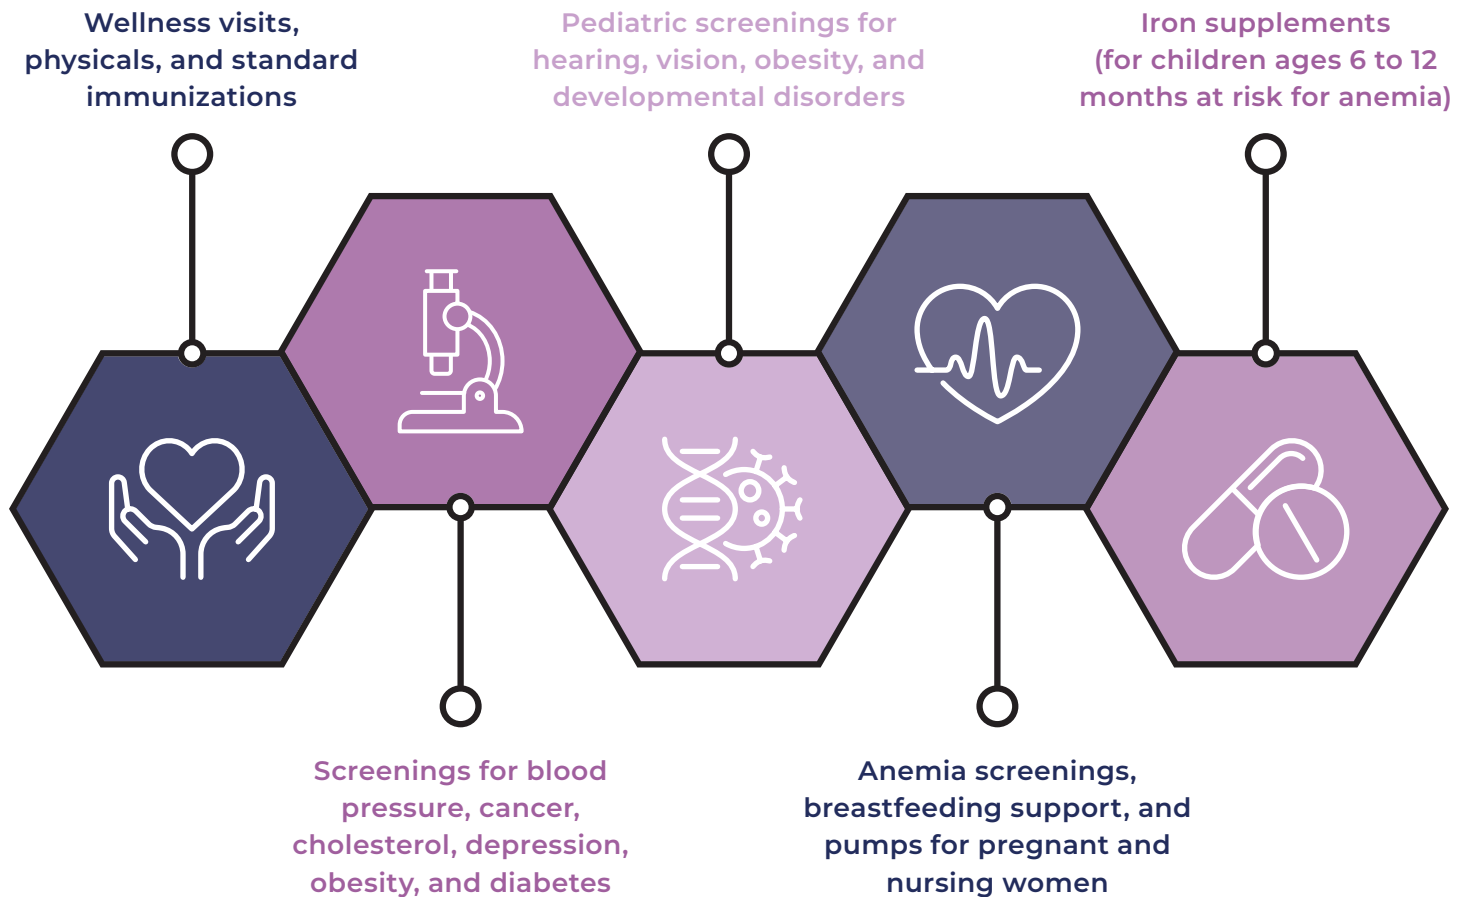 Wellness visits,
physicals, and standard
immunizations
Pediatric screenings for
hearing, vision, obesity, and
developmental disorders
Iron supplements
(for children ages 6 to 12
months at risk for anemia)
Screenings for blood
pressure, cancer,
cholesterol, depression,
obesity, and diabetes
Anemia screenings,
breastfeeding support, and
pumps for pregnant and
nursing women